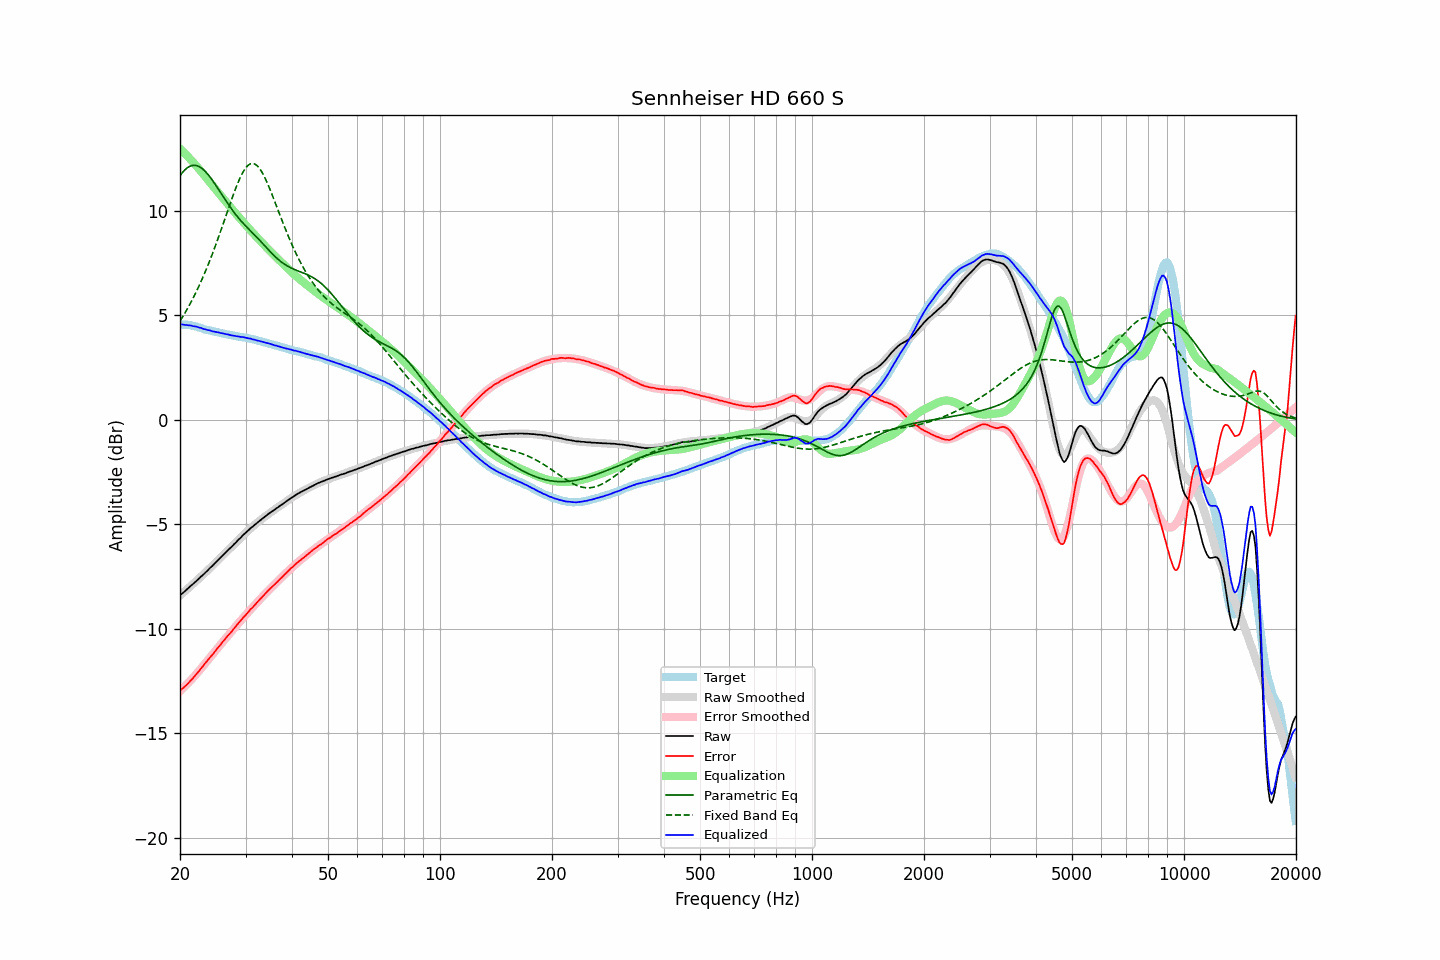 Sennheiser HD 660 S
Amplitude (dBr)
10
5
0
−5
−10
−15
−20
Target
Raw Smoothed
Error Smoothed
Raw
Error
Equalization
Parametric Eq
Fixed Band Eq
Equalized
20
50
100
200
500
1000
2000
5000
10000
20000
Frequency (Hz)